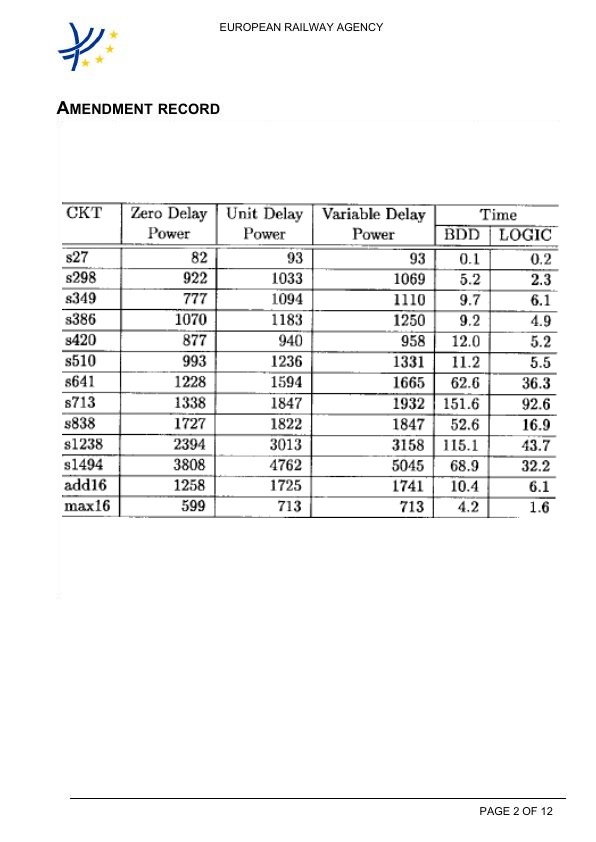 EUROPEAN RAILWAY AGENCY
AMENDMENT RECORD
CKT Zero Delay Unit Delay Variable Delay Time
Power Power Power BDD LOGIC
s27 82 93 93 0.1 0.2
s298 922 1033 1069 5.2 2.3
s349 777 1094 1110 9.7 6.1
s386 1070 1183 1250 9.2 4.9
s420 877 940 958 12.0 5.2
s510 993 1236 1331 11.2 5.5
s641 1228 1594 1665 62.6 36.3
s713 1338 1847 1932 151.6 92.6
s838 1727 1822 1847 52.6 16.9
s1238 2394 3013 3158 115.1 43.7
s1494 3808 4762 5045 68.9 32.2
add16 1258 1725 1741 10.4 6.1
max16 599 713 713 4.2 1.6
PAGE 2 OF 12